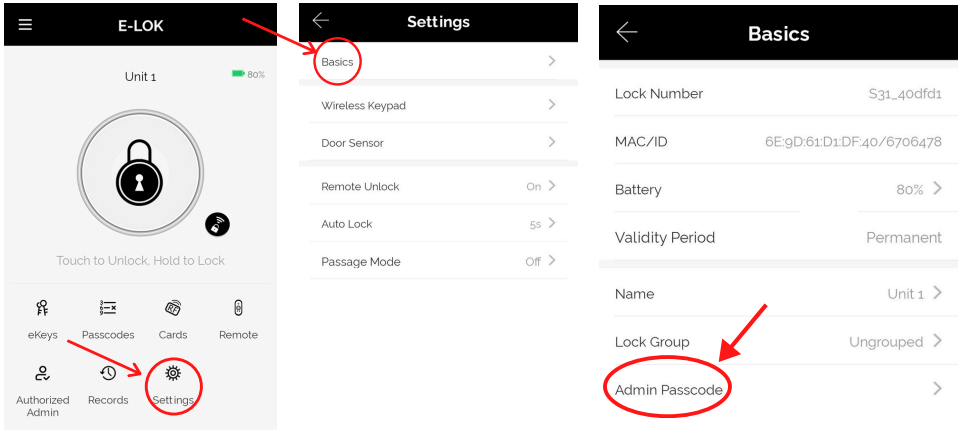 E-LOK
Unit 1
80%
Touch to Unlock, Hold to Lock
eKeys
Passcodes
Cards
Remote
Authorized
Admin
Records
Settings
Settings
Basics
Wireless Keypad
Door Sensor
Remote Unlock On
Auto Lock 5s
Passage Mode Off
Basics
Lock Number S31_40dfd1
MAC/ID 6E:9D:61:D1:DF:40/6706478
Battery 80%
Validity Period Permanent
Name Unit 1
Lock Group Ungrouped
Admin Passcode